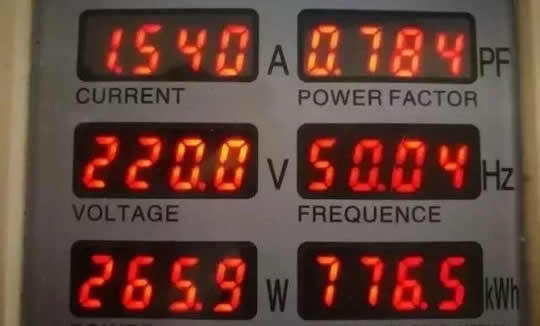 1.540 A 0.784 PF
CURRENT POWER FACTOR
220.0 V 50.04 Hz
VOLTAGE FREQUENCE
265.9 W 776.5 kWh